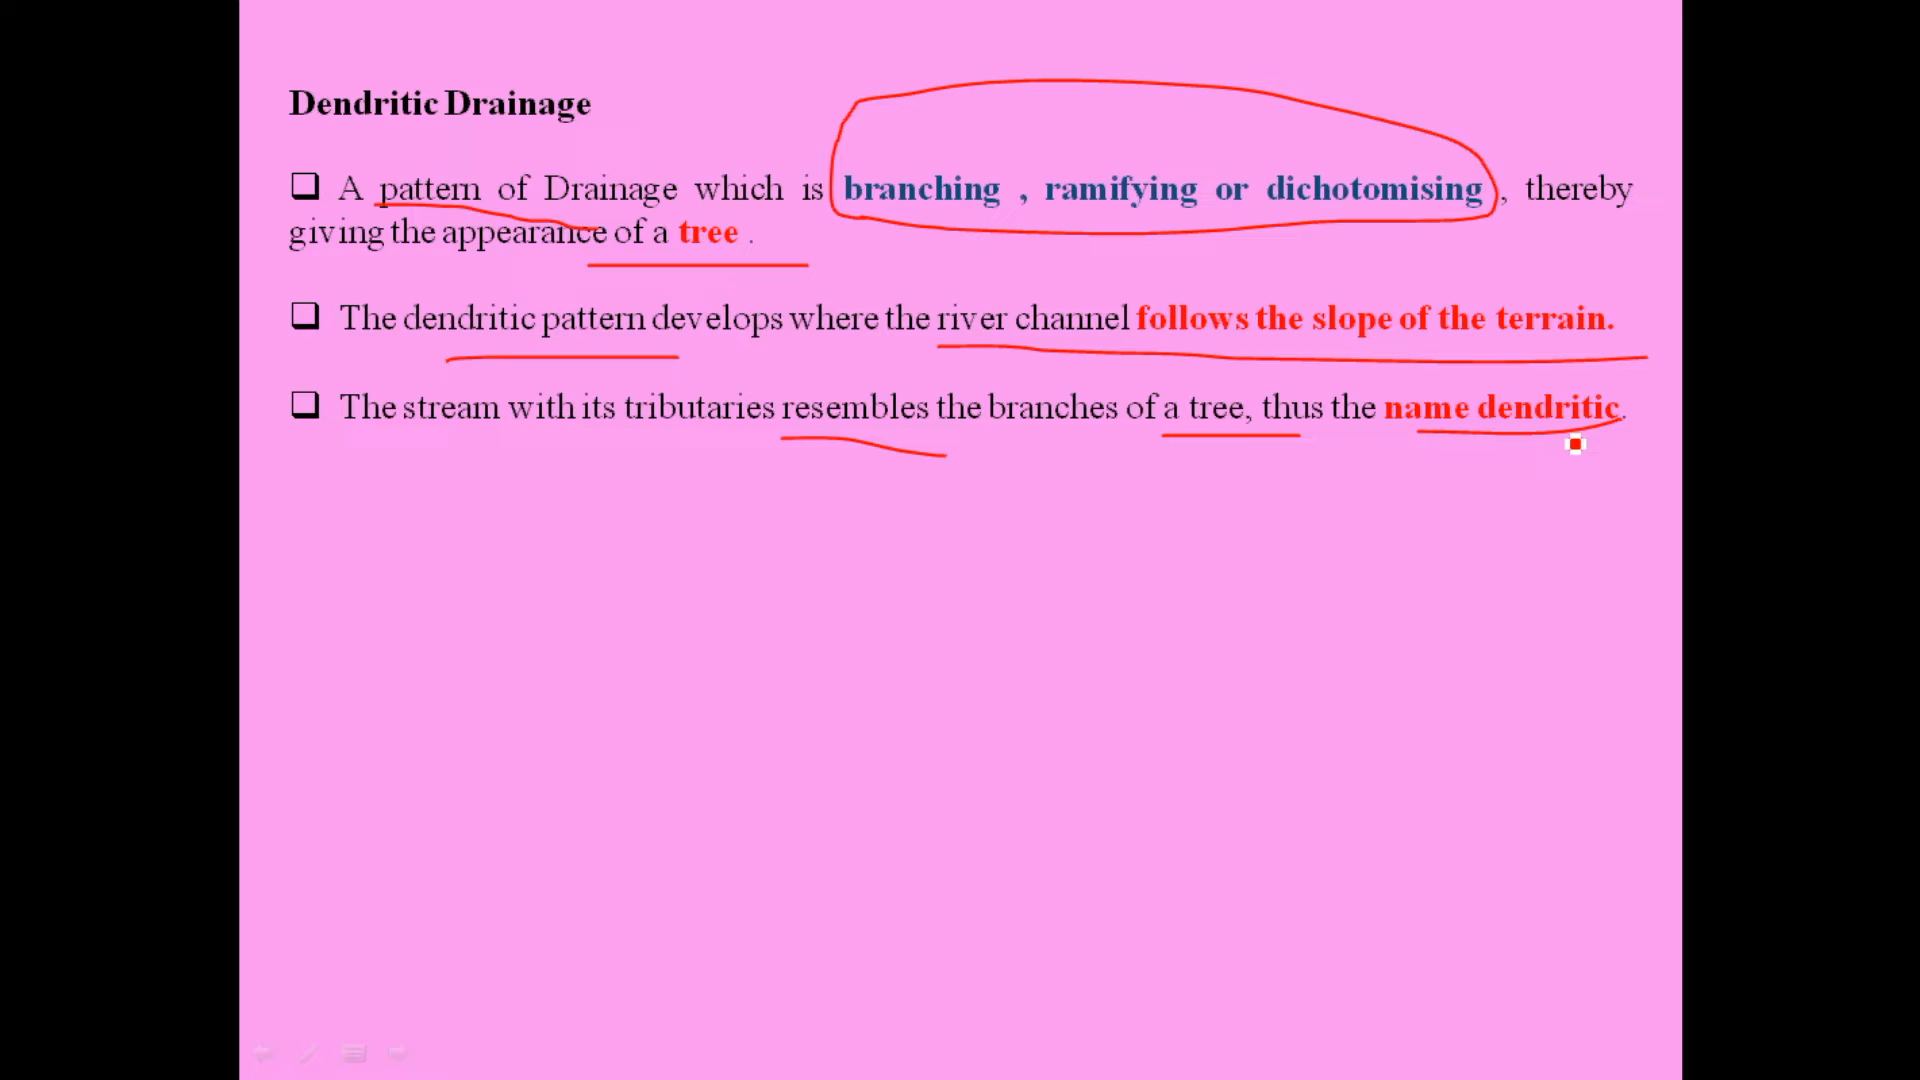 Dendritic Drainage
❑ A pattern of Drainage which is branching , ramifying or dichotomising , thereby
giving the appearance of a tree .
❑ The dendritic pattern develops where the river channel follows the slope of the terrain.
❑ The stream with its tributaries resembles the branches of a tree, thus the name dendritic.